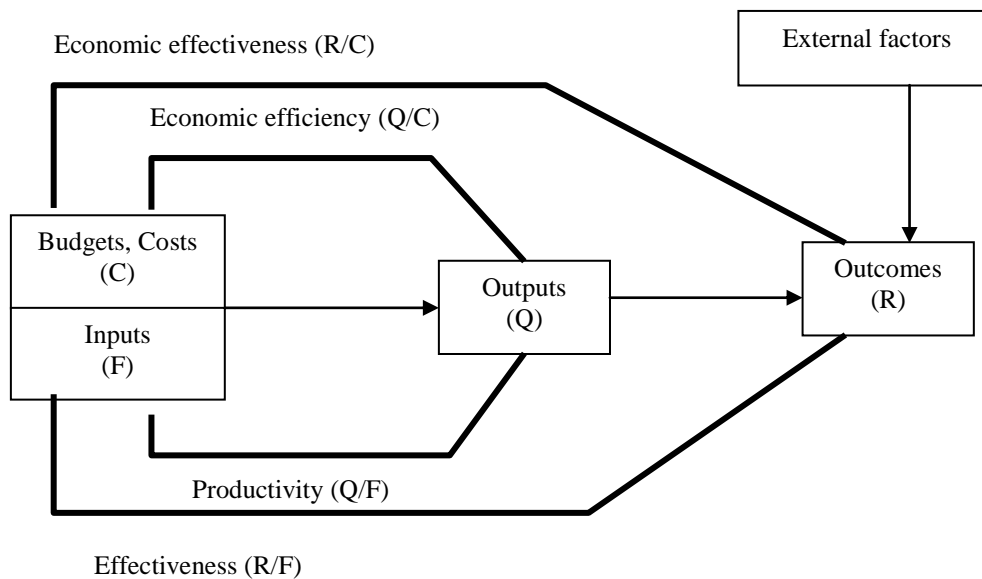 Economic effectiveness (R/C)
External factors
Economic efficiency (Q/C)
Budgets, Costs
(C)
Inputs
(F)
Outputs
(Q)
Outcomes
(R)
Productivity (Q/F)
Effectiveness (R/F)